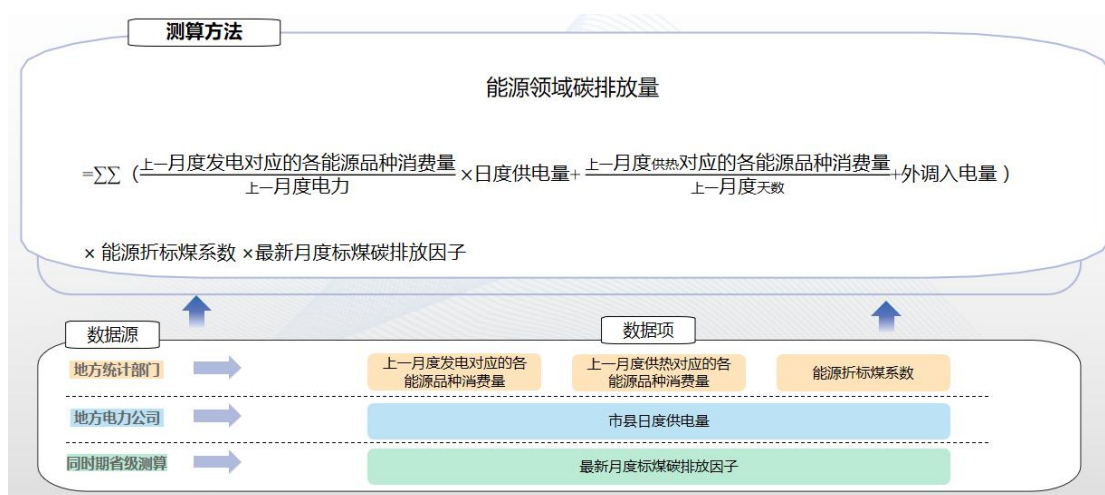 测算方法
能源领域碳排放量
=∑∑（上一月度发电对应的各能源品种消费量/上一月度电力×日度供电量+上一月度供热对应的各能源品种消费量/上一月度天数+外调入电量）
× 能源折标煤系数 ×最新月度标煤碳排放因子
数据源
数据项
地方统计部门
上一月度发电对应的各
能源品种消费量
上一月度供热对应的各
能源品种消费量
能源折标煤系数
地方电力公司
市县日度供电量
同时期省级测算
最新月度标煤碳排放因子